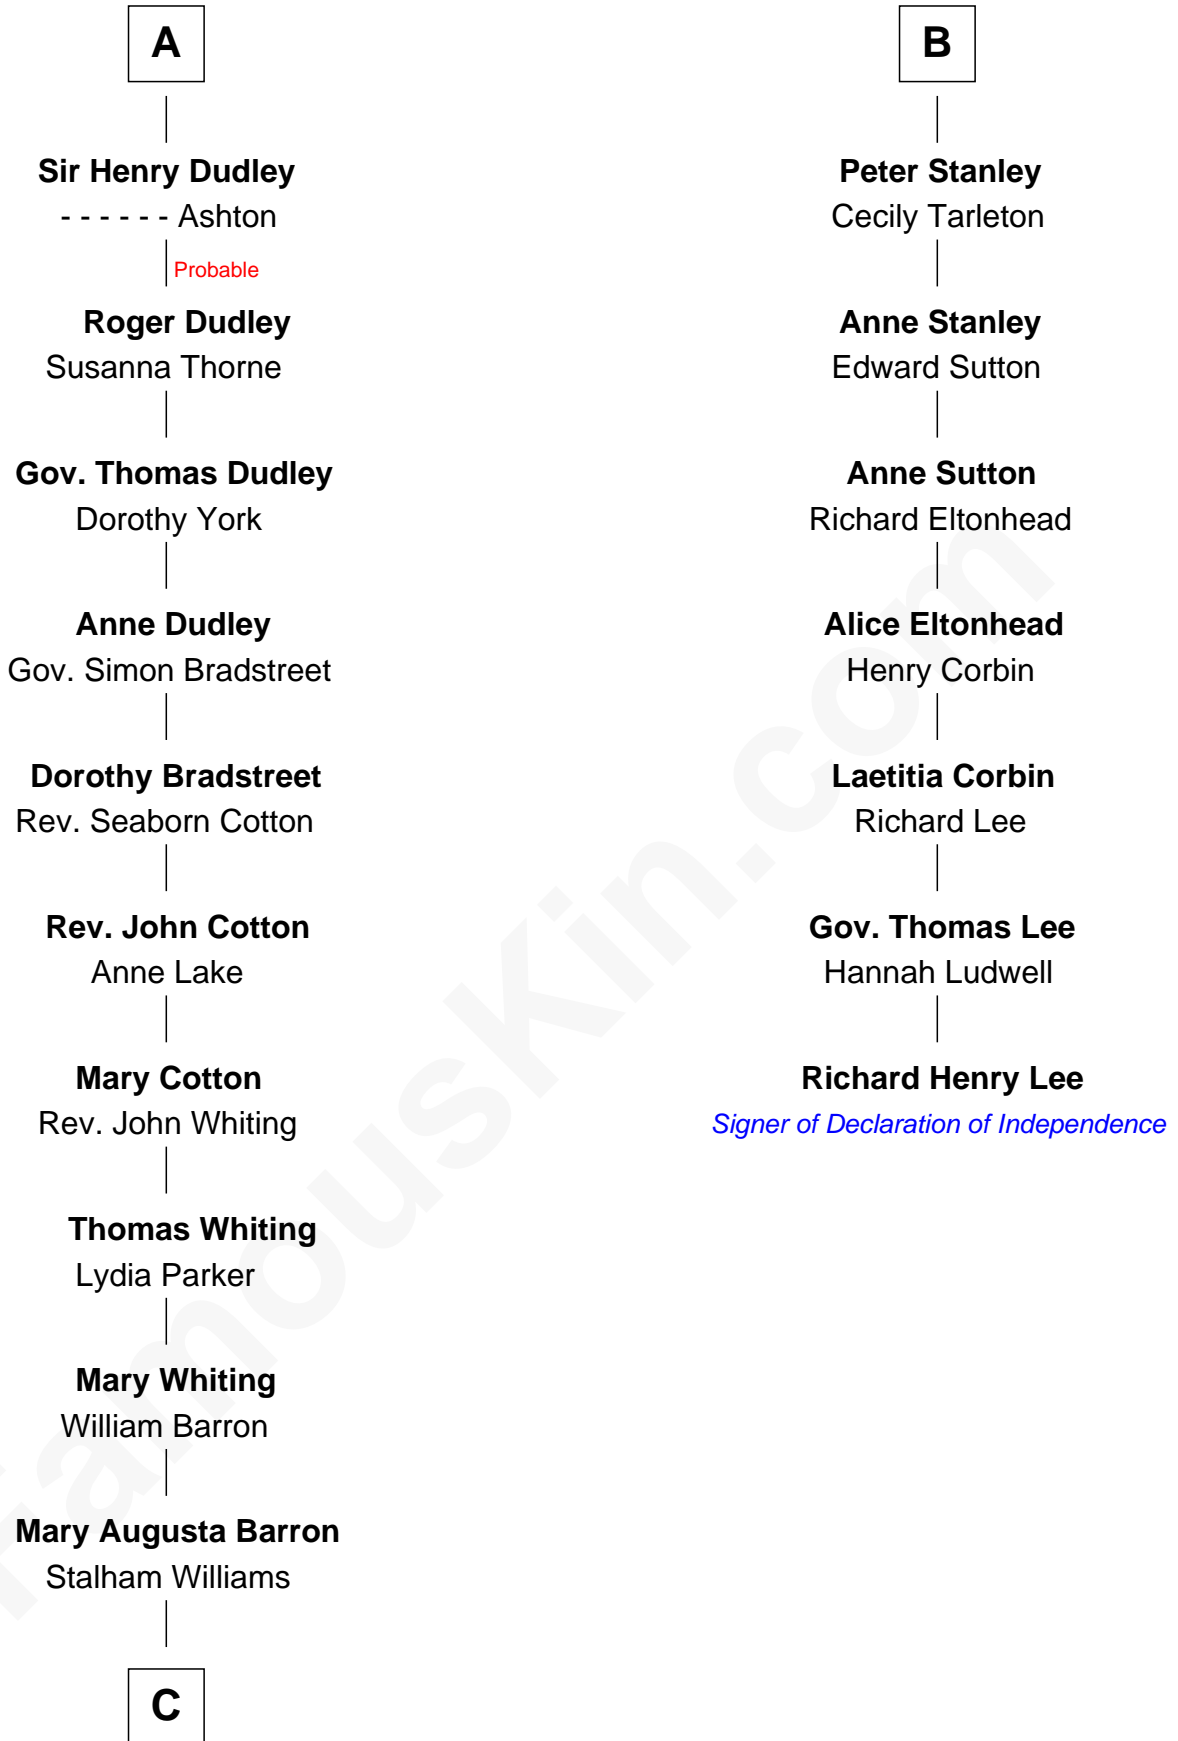 A
Sir Henry Dudley
- - - - - - Ashton
Probable
Roger Dudley
Susanna Thorne
Gov. Thomas Dudley
Dorothy York
Anne Dudley
Gov. Simon Bradstreet
Dorothy Bradstreet
Rev. Seaborn Cotton
Rev. John Cotton
Anne Lake
Mary Cotton
Rev. John Whiting
Thomas Whiting
Lydia Parker
Mary Whiting
William Barron
Mary Augusta Barron
Stalham Williams
C
B
Peter Stanley
Cecily Tarleton
Anne Stanley
Edward Sutton
Anne Sutton
Richard Eltonhead
Alice Eltonhead
Henry Corbin
Laetitia Corbin
Richard Lee
Gov. Thomas Lee
Hannah Ludwell
Richard Henry Lee
Signer of Declaration of Independence
FamousKin.com